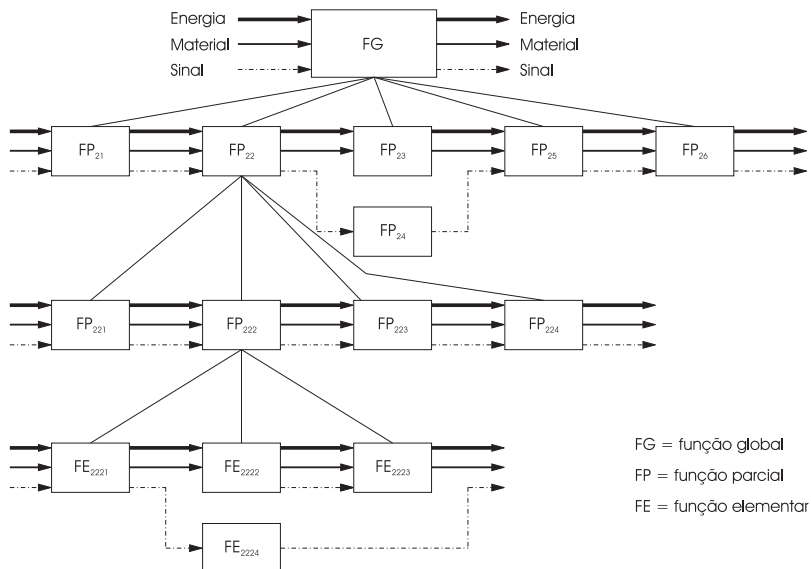 Energia
Energia
Material
FG
Material
Sinal
Sinal
FP21
FP22
FP23
FP25
FP26
FP24
FP221
FP222
FP223
FP224
FE2221
FE2222
FE2223
FE2224
FG = função global
FP = função parcial
FE = função elementar